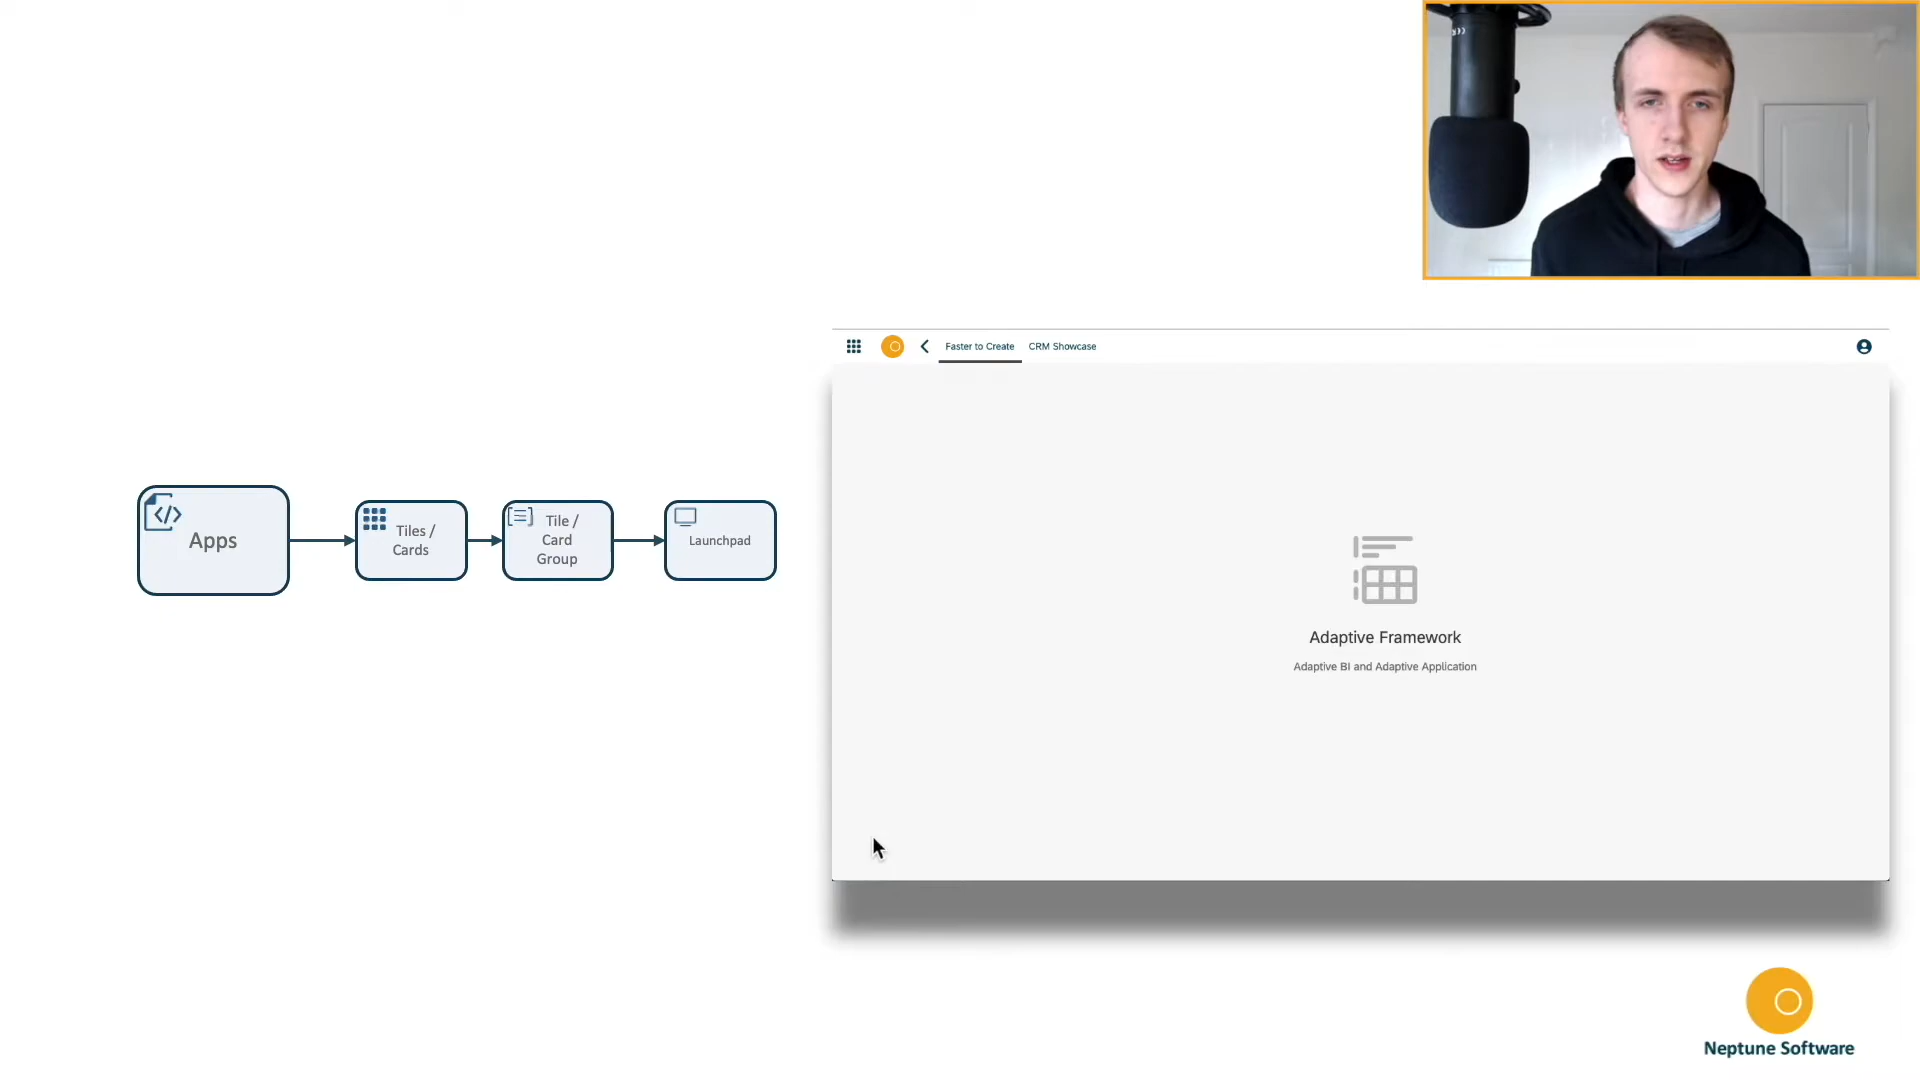 Faster to Create
CRM Showcase
Apps
Tiles /
Cards
Tile /
Card
Group
Launchpad
Adaptive Framework
Adaptive BI and Adaptive Application
Neptune Software